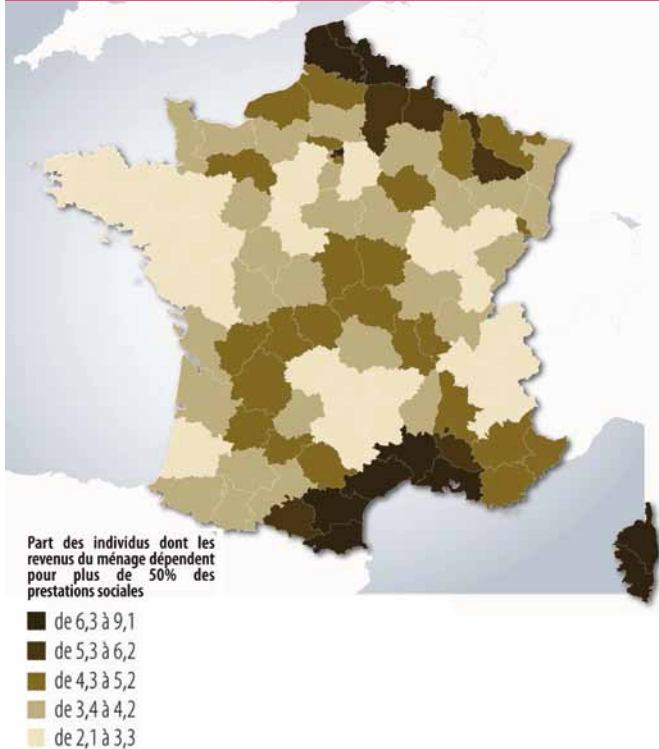 Part des individus dont les
revenus du ménage dépendent
pour plus de 50% des
prestations sociales
de 6,3 à 9,1
de 5,3 à 6,2
de 4,3 à 5,2
de 3,4 à 4,2
de 2,1 à 3,3